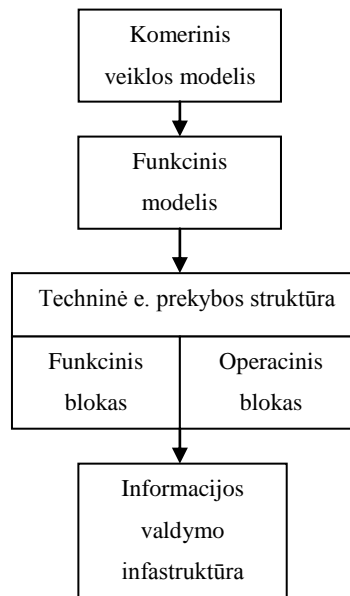 Komerinis
veiklos modelis
Funkcinis
modelis
Techninė e. prekybos struktūra
Funkcinis
blokas
Operacinis
blokas
Informacijos
valdymo
infastruktūra